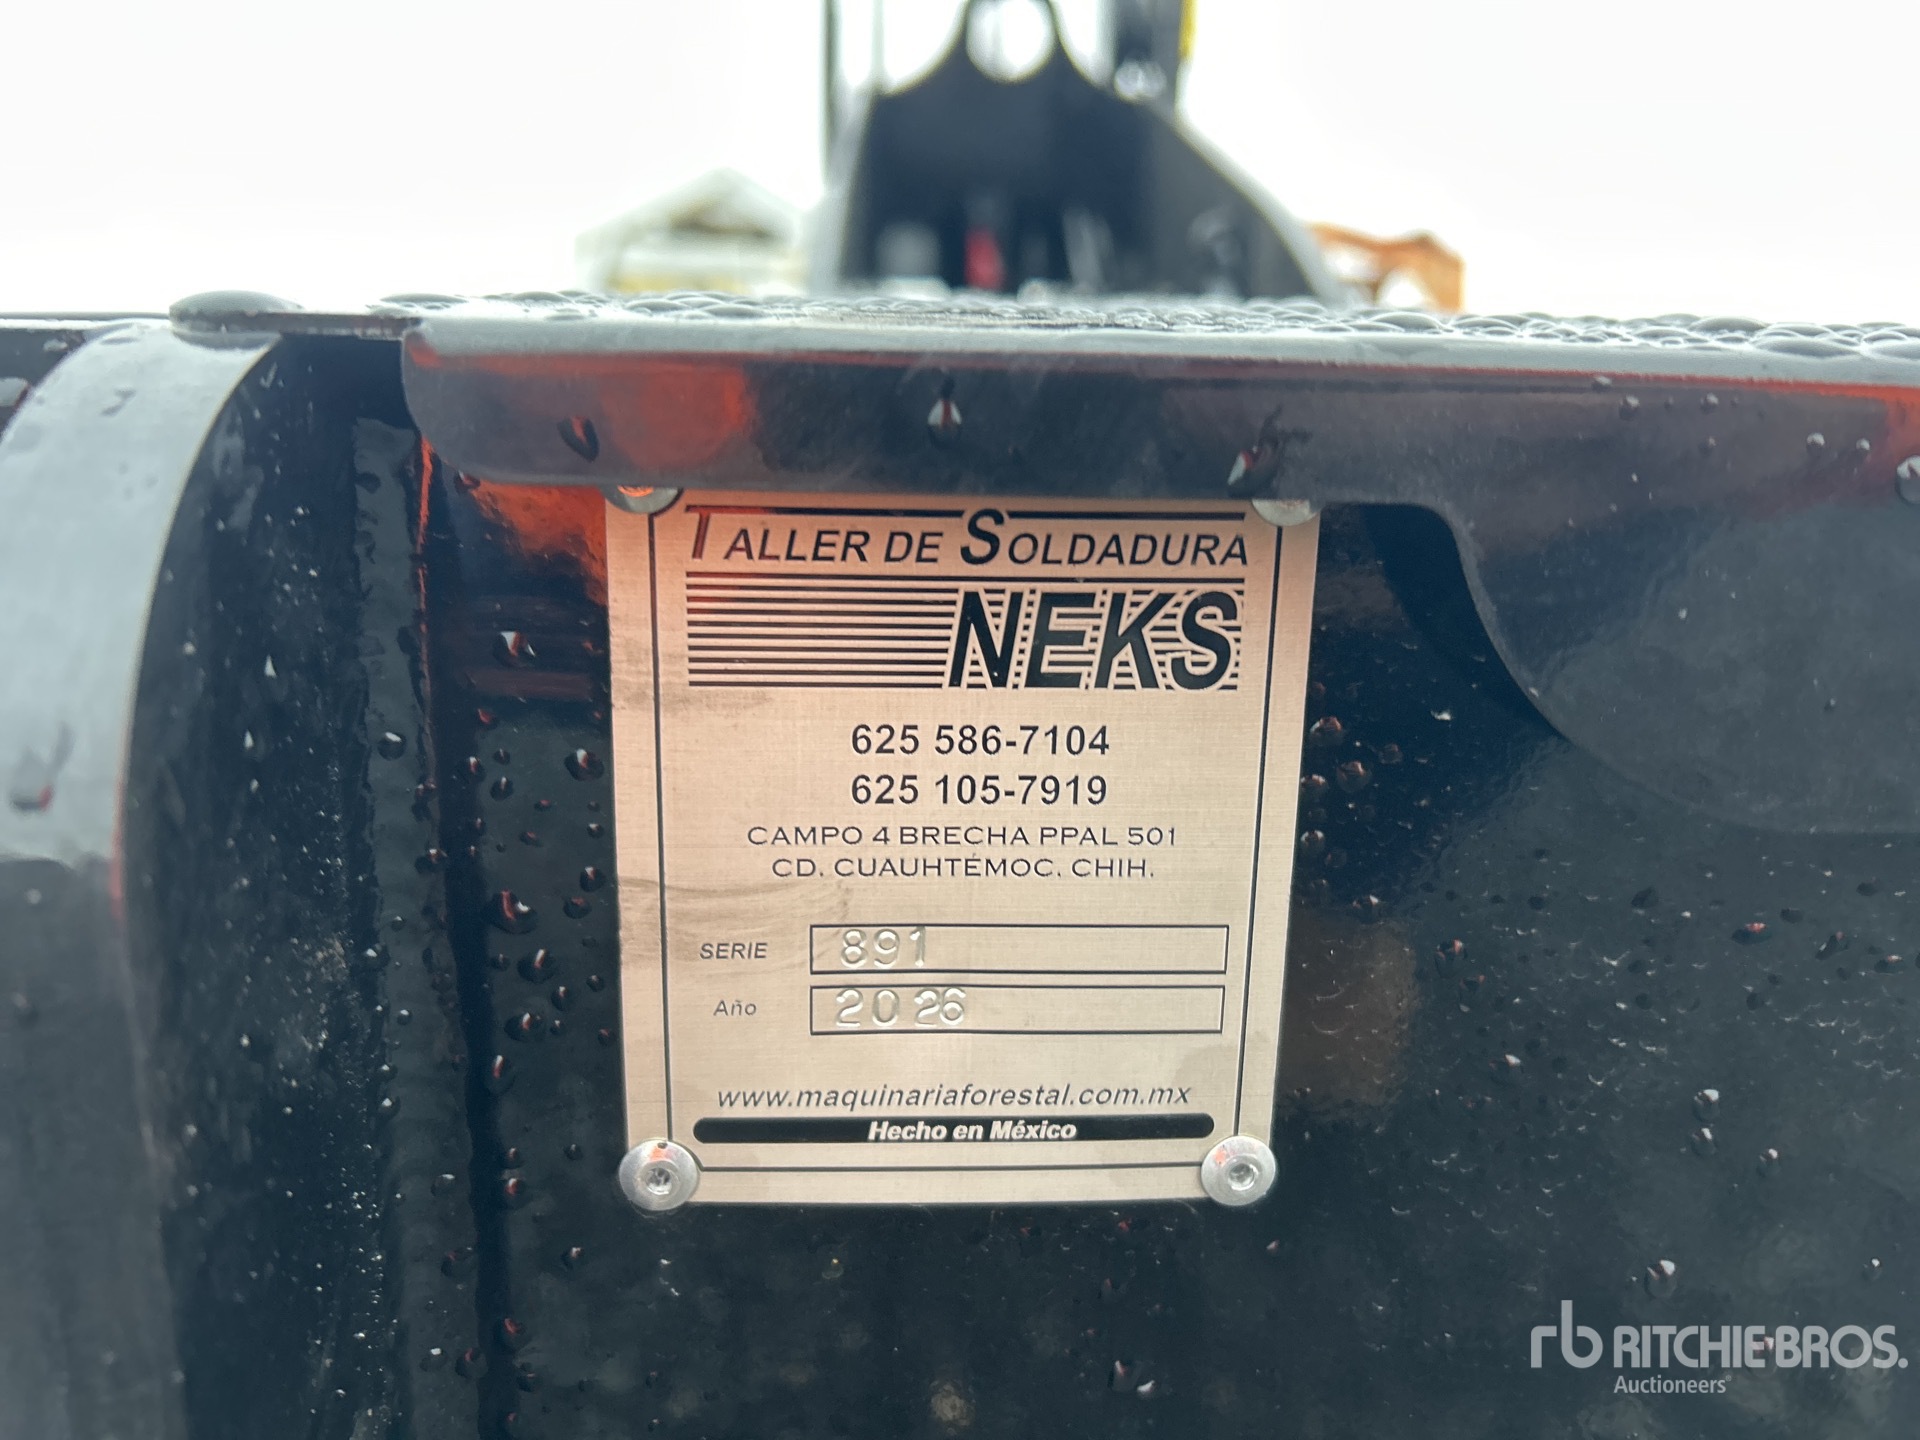 TALLER DE SOLDADURA
NEKS
625 586-7104
625 105-7919
CAMPO 4 BRECHA PPAL 501
CD. CUAUHTÉMOC. CHIH.
SERIE 891
Año 2026
www.maquinariaforestal.com.mx
Hecho en México
rb RITCHIE BROS.
Auctioneers